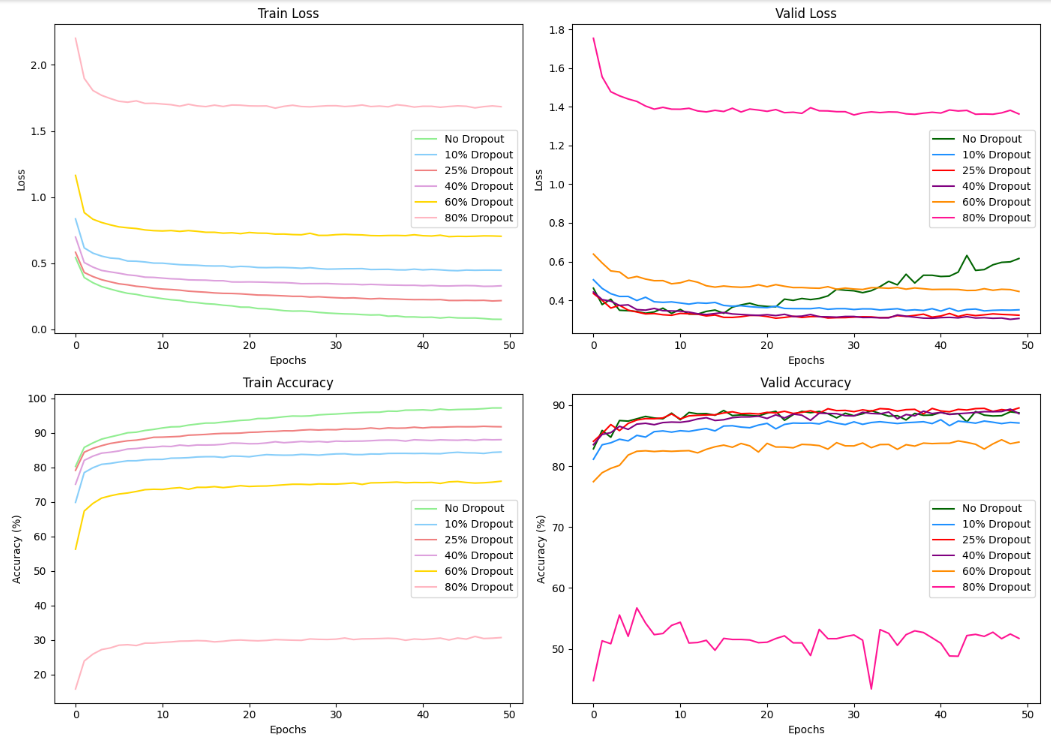 Train Loss
Loss
2.0
1.5
1.0
0.5
0.0
0 10 20 30 40 50
Epochs
No Dropout
10% Dropout
25% Dropout
40% Dropout
60% Dropout
80% Dropout
Valid Loss
Loss
1.8
1.6
1.4
1.2
1.0
0.8
0.6
0.4
0 10 20 30 40 50
Epochs
No Dropout
10% Dropout
25% Dropout
40% Dropout
60% Dropout
80% Dropout
Train Accuracy
Accuracy (%)
100
90
80
70
60
50
40
30
20
0 10 20 30 40 50
Epochs
No Dropout
10% Dropout
25% Dropout
40% Dropout
60% Dropout
80% Dropout
Valid Accuracy
Accuracy (%)
90
80
70
60
50
0 10 20 30 40 50
Epochs
No Dropout
10% Dropout
25% Dropout
40% Dropout
60% Dropout
80% Dropout